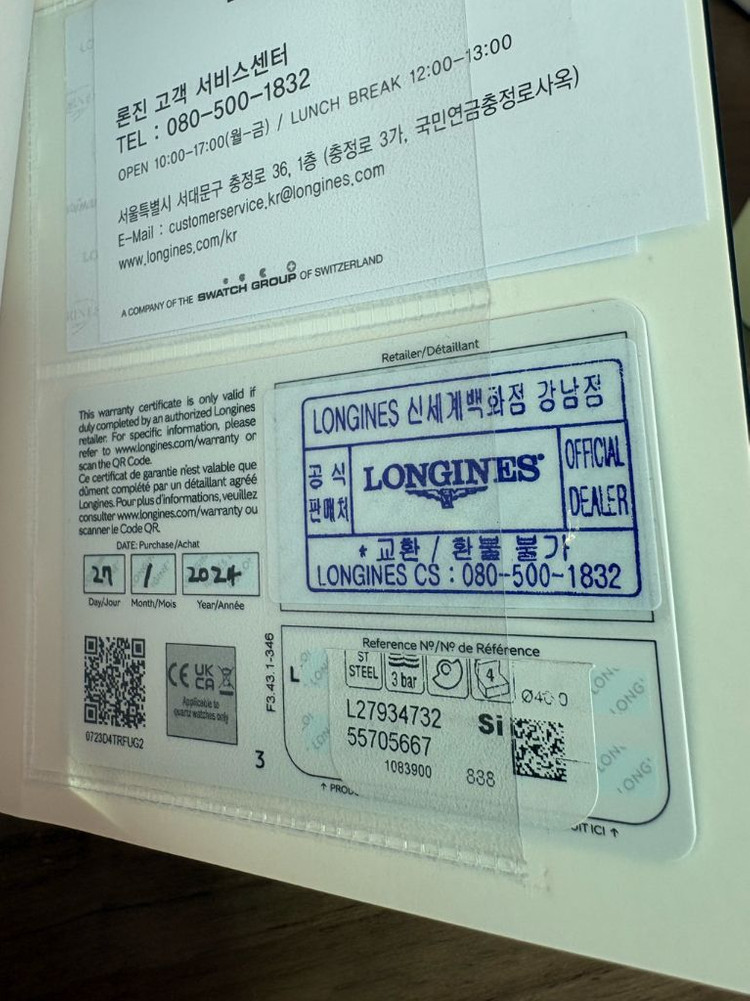 론진 고객 서비스센터
TEL : 080-500-1832
OPEN 10:00-17:00(월-금) / LUNCH BREAK 12:00-13:00
서울특별시 서대문구 충정로 36, 1층 (충정로 3가, 국민연금충정로사옥)
E-Mail : customerservice.kr@longines.com
www.longines.com/kr
A COMPANY OF THE SWATCH GROUP OF SWITZERLAND
This warranty certificate is only valid if
duly completed by an authorized Longines
retailer. For specific information, please
refer to www.longines.com/warranty or
scan the QR Code.
Ce certificat de garantie n'est valable que
dûment complété par un détaillant agréé
Longines. Pour plus d'informations, veuillez
consulter www.longines.com/warranty ou
scanner le Code QR.
DATE: Purchase/Achat
27 1 2024
Day/Jour Month/Mois Year/Année
0723D4TRFUG2
CE UK CA
Applicable to
quartz watches only
3
F3.43.1-346
Retailer/Détaillant
LONGINES 신세계백화점 강남점
공식
판매처
LONGINES
OFFICIAL
DEALER
* 교환 / 환불 불가
LONGINES CS : 080-500-1832
Reference Nº/Nº de Référence
L
ST
STEEL
3 bar
4
L27934732
Si
55705667
1083900 888